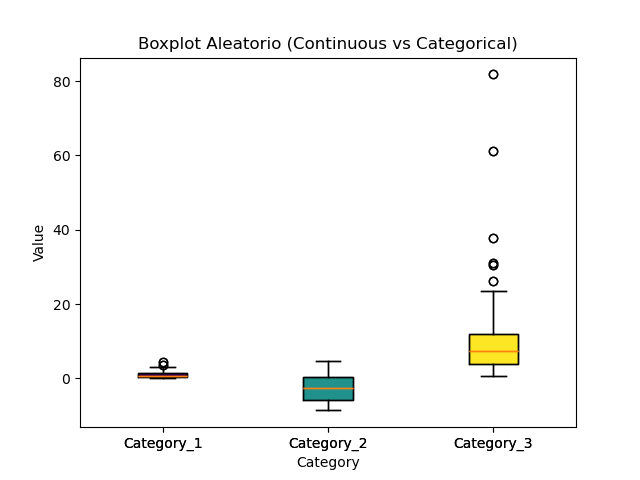 Boxplot Aleatorio (Continuous vs Categorical)
80
60
40
20
0
Value
Category_1 Category_2 Category_3
Category